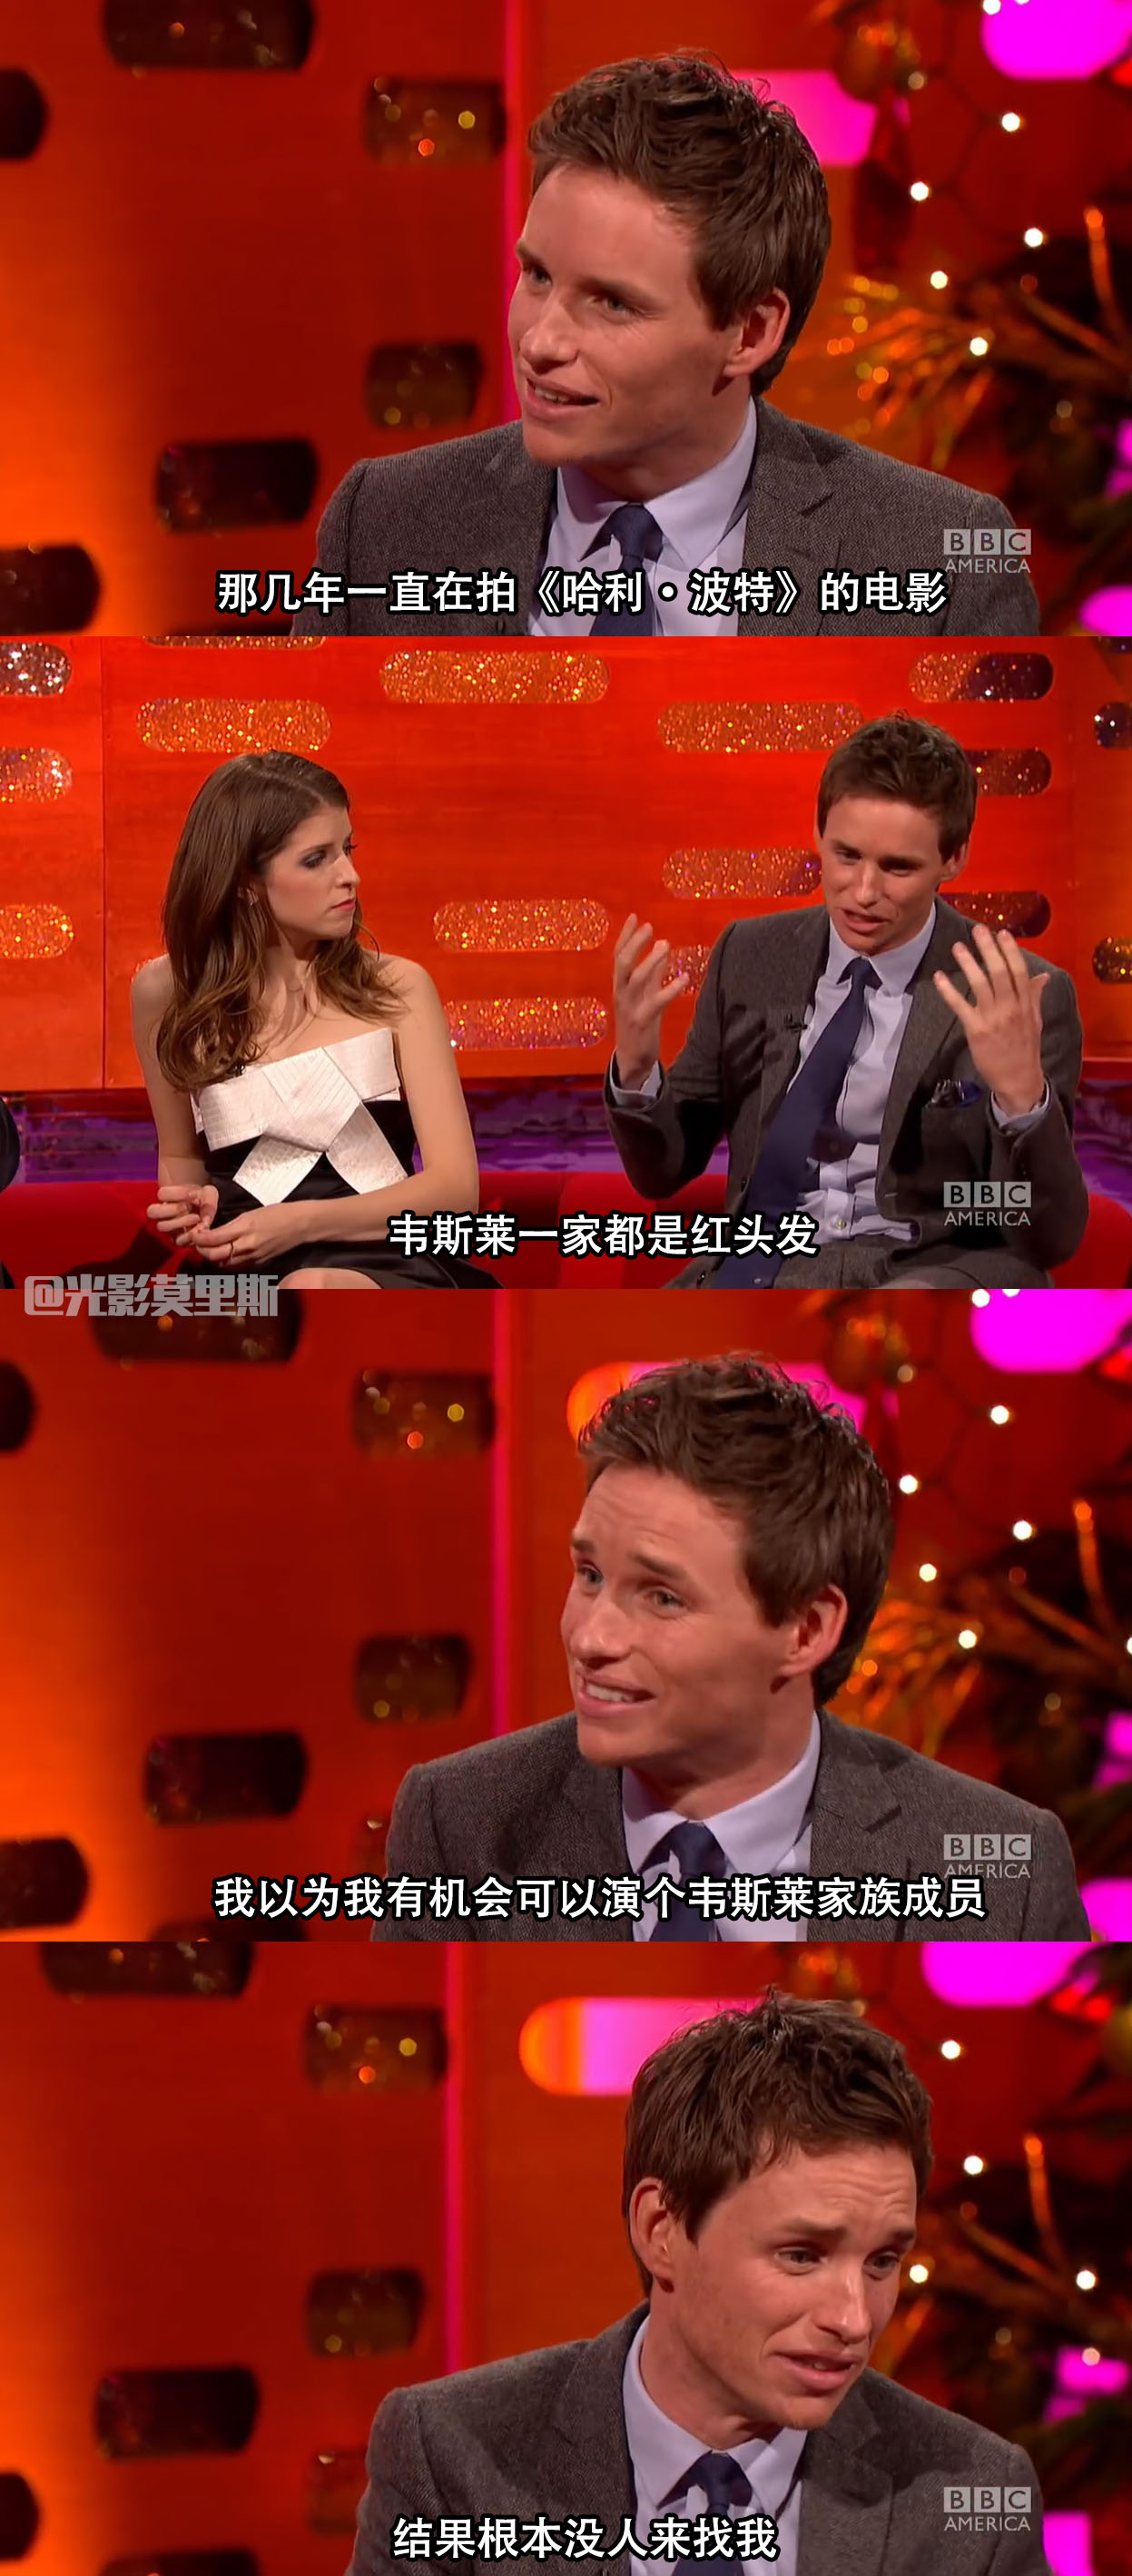 BBC
AMERICA
那几年一直在拍《哈利·波特》的电影
BBC
AMERICA
韦斯莱一家都是红头发
@光影莫里斯
BBC
AMERICA
我以为我有机会可以演个韦斯莱家族成员
BBC
AMERICA
结果根本没人来找我